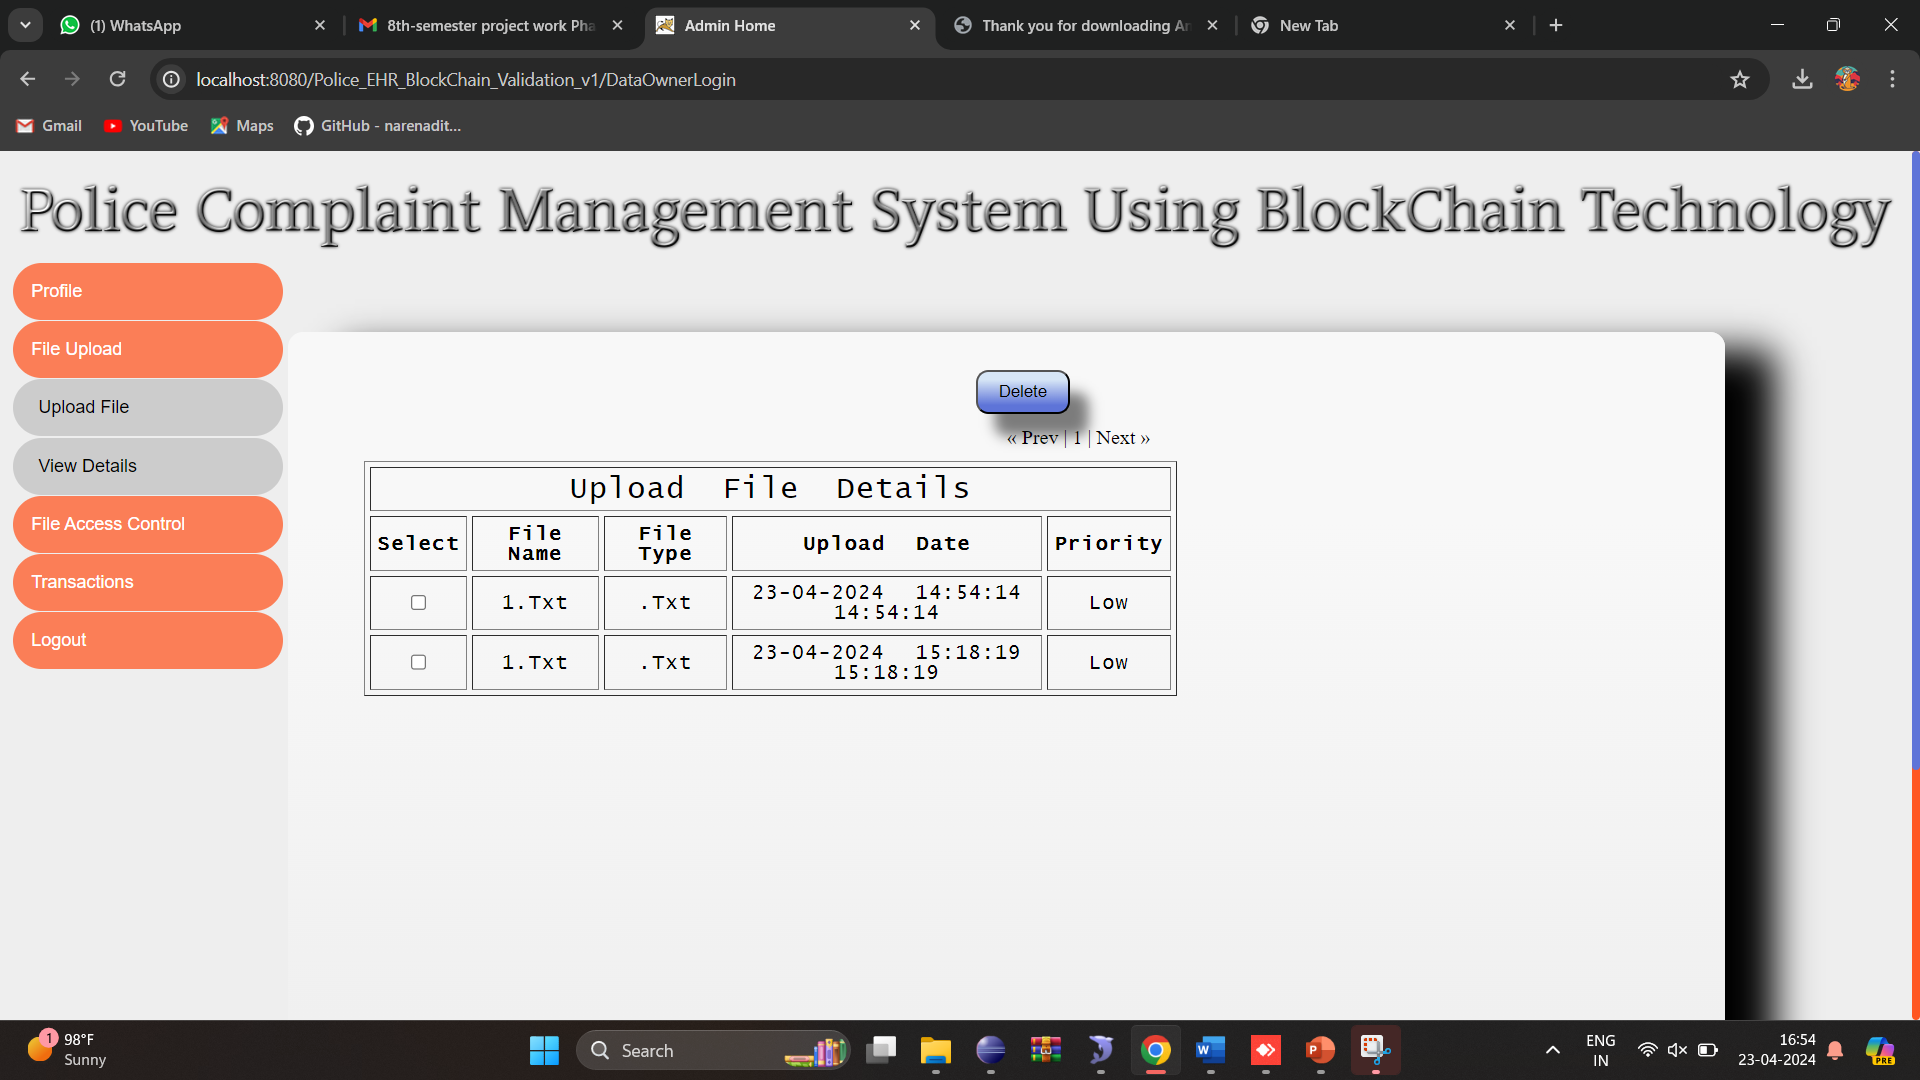 (1) WhatsApp
8th-semester project work Pha
Admin Home
Thank you for downloading An
New Tab
localhost:8080/Police_EHR_BlockChain_Validation_v1/DataOwnerLogin
Gmail
YouTube
Maps
GitHub - narenadit...
Police Complaint Management System Using BlockChain Technology
Profile
File Upload
Upload File
View Details
File Access Control
Transactions
Logout
Delete
« Prev | 1 | Next »
Upload File Details
Select File Name File Type Upload Date Priority
1.Txt .Txt 23-04-2024 14:54:14 14:54:14 Low
1.Txt .Txt 23-04-2024 15:18:19 15:18:19 Low
1
98°F
Sunny
Search
W
P
ENG
IN
16:54
23-04-2024
PRE